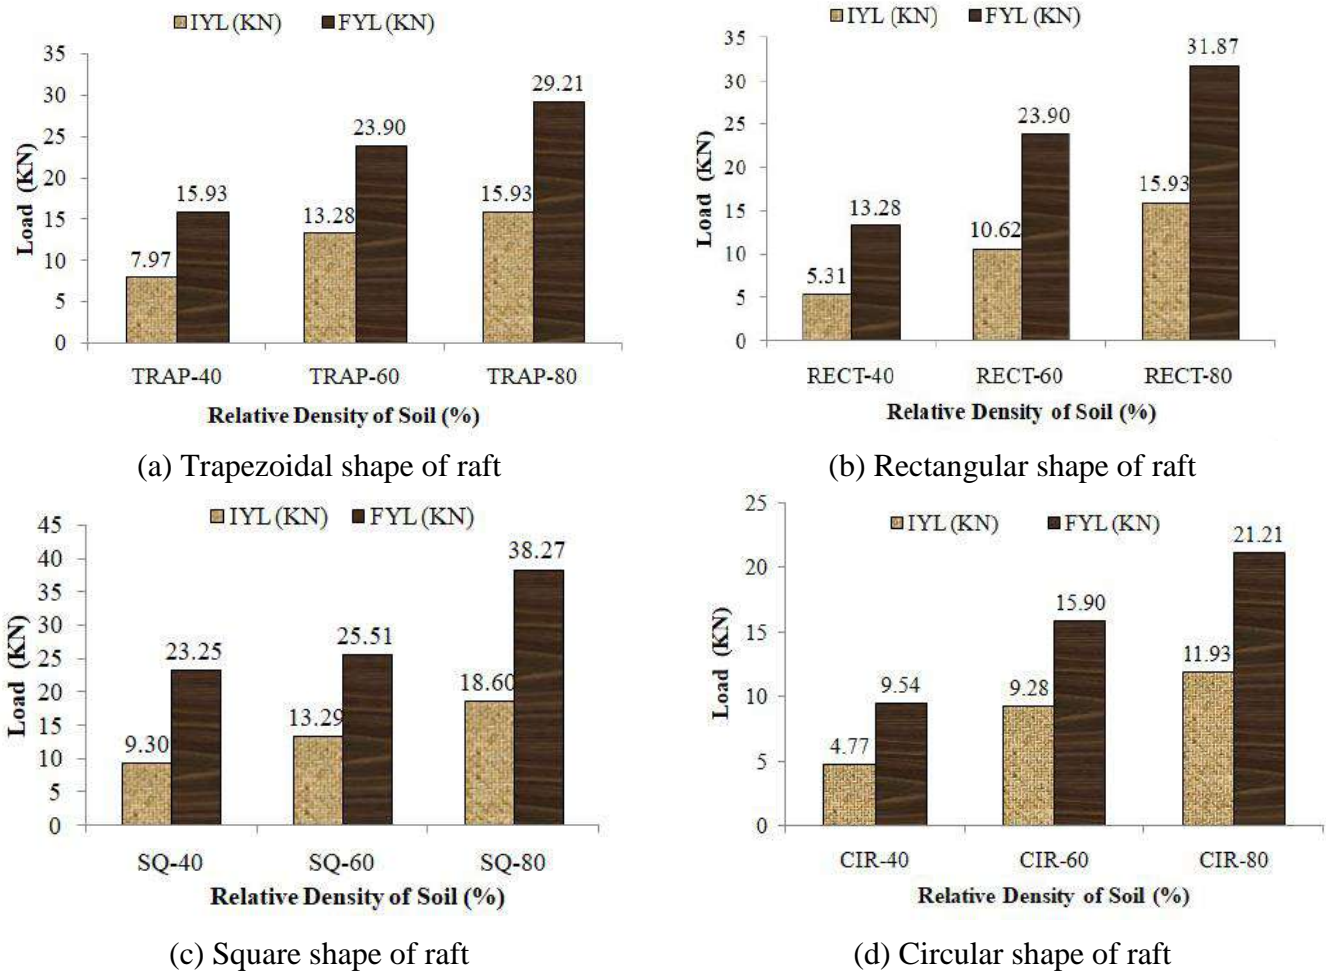 IYL (KN) FYL (KN)
35
30
25
20
15
10
5
0
Load (KN)
7.97
15.93
13.28
23.90
15.93
29.21
TRAP-40 TRAP-60 TRAP-80
Relative Density of Soil (%)
(a) Trapezoidal shape of raft
IYL (KN) FYL (KN)
35
30
25
20
15
10
5
0
Load (KN)
5.31
13.28
10.62
23.90
15.93
31.87
RECT-40 RECT-60 RECT-80
Relative Density of Soil (%)
(b) Rectangular shape of raft
IYL (KN) FYL (KN)
45
40
35
30
25
20
15
10
5
0
Load (KN)
9.30
23.25
13.29
25.51
18.60
38.27
SQ-40 SQ-60 SQ-80
Relative Density of Soil (%)
(c) Square shape of raft
IYL (KN) FYL (KN)
25
20
15
10
5
0
Load (KN)
4.77
9.54
9.28
15.90
11.93
21.21
CIR-40 CIR-60 CIR-80
Relative Density of Soil (%)
(d) Circular shape of raft